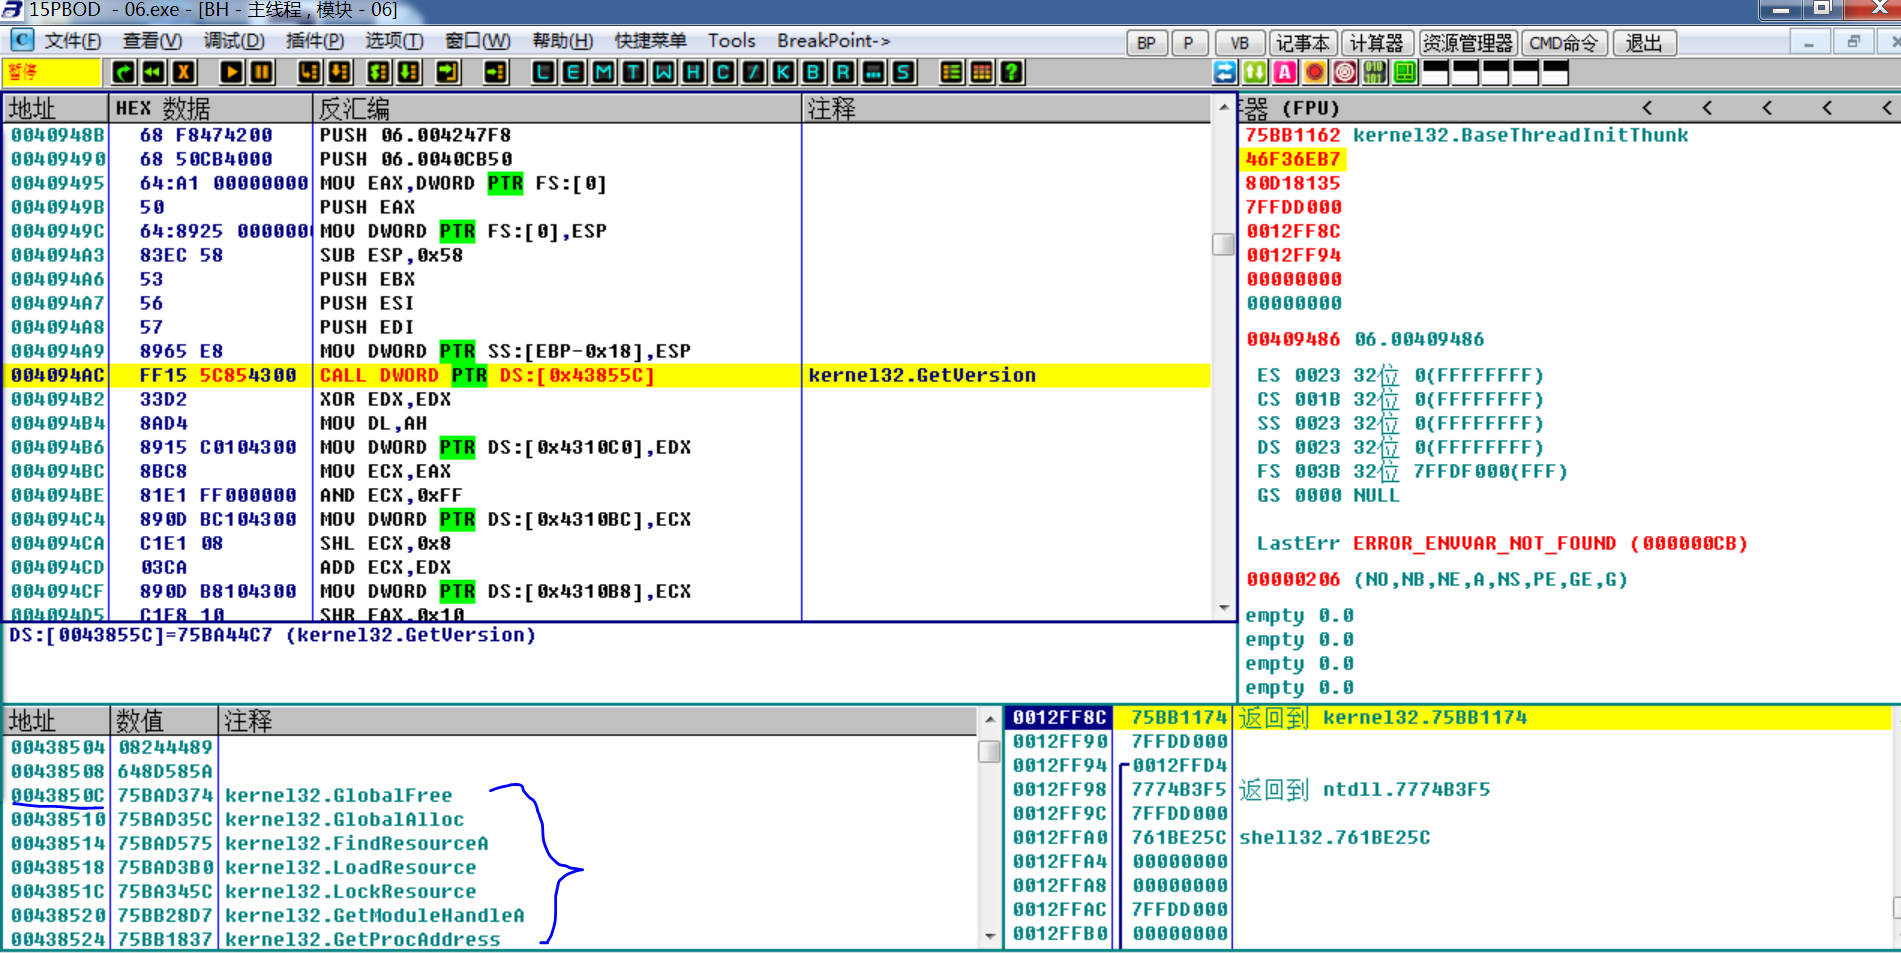 15PBOD - 06.exe - [BH - 主线程 , 模块 - 06]
文件(F) 查看(V) 调试(D) 插件(P) 选项(T) 窗口(W) 帮助(H) 快捷菜单 Tools BreakPoint-> BP P VB 记事本 计算器 资源管理器 CMD命令 退出
暂停 L E M T W H C / K B R ... S ?
地址 HEX 数据 反汇编 注释
0040948B 68 F8474200 PUSH 06.004247F8
00409490 68 50CB4000 PUSH 06.0040CB50
00409495 64:A1 00000000 MOV EAX,DWORD PTR FS:[0]
0040949B 50 PUSH EAX
0040949C 64:8925 0000000 MOV DWORD PTR FS:[0],ESP
004094A3 83EC 58 SUB ESP,0x58
004094A6 53 PUSH EBX
004094A7 56 PUSH ESI
004094A8 57 PUSH EDI
004094A9 8965 E8 MOV DWORD PTR SS:[EBP-0x18],ESP
004094AC FF15 5C854300 CALL DWORD PTR DS:[0x43855C] kernel32.GetVersion
004094B2 33D2 XOR EDX,EDX
004094B4 8AD4 MOV DL,AH
004094B6 8915 C0104300 MOV DWORD PTR DS:[0x4310C0],EDX
004094BC 8BC8 MOV ECX,EAX
004094BE 81E1 FF000000 AND ECX,0xFF
004094C4 890D BC104300 MOV DWORD PTR DS:[0x4310BC],ECX
004094CA C1E1 08 SHL ECX,0x8
004094CD 03CA ADD ECX,EDX
004094CF 890D B8104300 MOV DWORD PTR DS:[0x4310B8],ECX
004094D5 C1E8 10 SHR EAX,0x10
DS:[0043855C]=75BA44C7 (kernel32.GetVersion)
器 (FPU) < < < < <
75BB1162 kernel32.BaseThreadInitThunk
46F36EB7
80D18135
7FFDD000
0012FF8C
0012FF94
00000000
00000000
00409486 06.00409486
ES 0023 32位 0(FFFFFFFF)
CS 001B 32位 0(FFFFFFFF)
SS 0023 32位 0(FFFFFFFF)
DS 0023 32位 0(FFFFFFFF)
FS 003B 32位 7FFDF000(FFF)
GS 0000 NULL
LastErr ERROR_ENVVAR_NOT_FOUND (000000CB)
00000206 (NO,NB,NE,A,NS,PE,GE,G)
empty 0.0
empty 0.0
empty 0.0
empty 0.0
地址 数值 注释
00438504 08244489
00438508 648D585A
0043850C 75BAD374 kernel32.GlobalFree
00438510 75BAD35C kernel32.GlobalAlloc
00438514 75BAD575 kernel32.FindResourceA
00438518 75BAD3B0 kernel32.LoadResource
0043851C 75BA345C kernel32.LockResource
00438520 75BB28D7 kernel32.GetModuleHandleA
00438524 75BB1837 kernel32.GetProcAddress
0012FF8C 75BB1174 返回到 kernel32.75BB1174
0012FF90 7FFDD000
0012FF94 0012FFD4
0012FF98 7774B3F5 返回到 ntdll.7774B3F5
0012FF9C 7FFDD000
0012FFA0 761BE25C shell32.761BE25C
0012FFA4 00000000
0012FFA8 00000000
0012FFAC 7FFDD000
0012FFB0 00000000